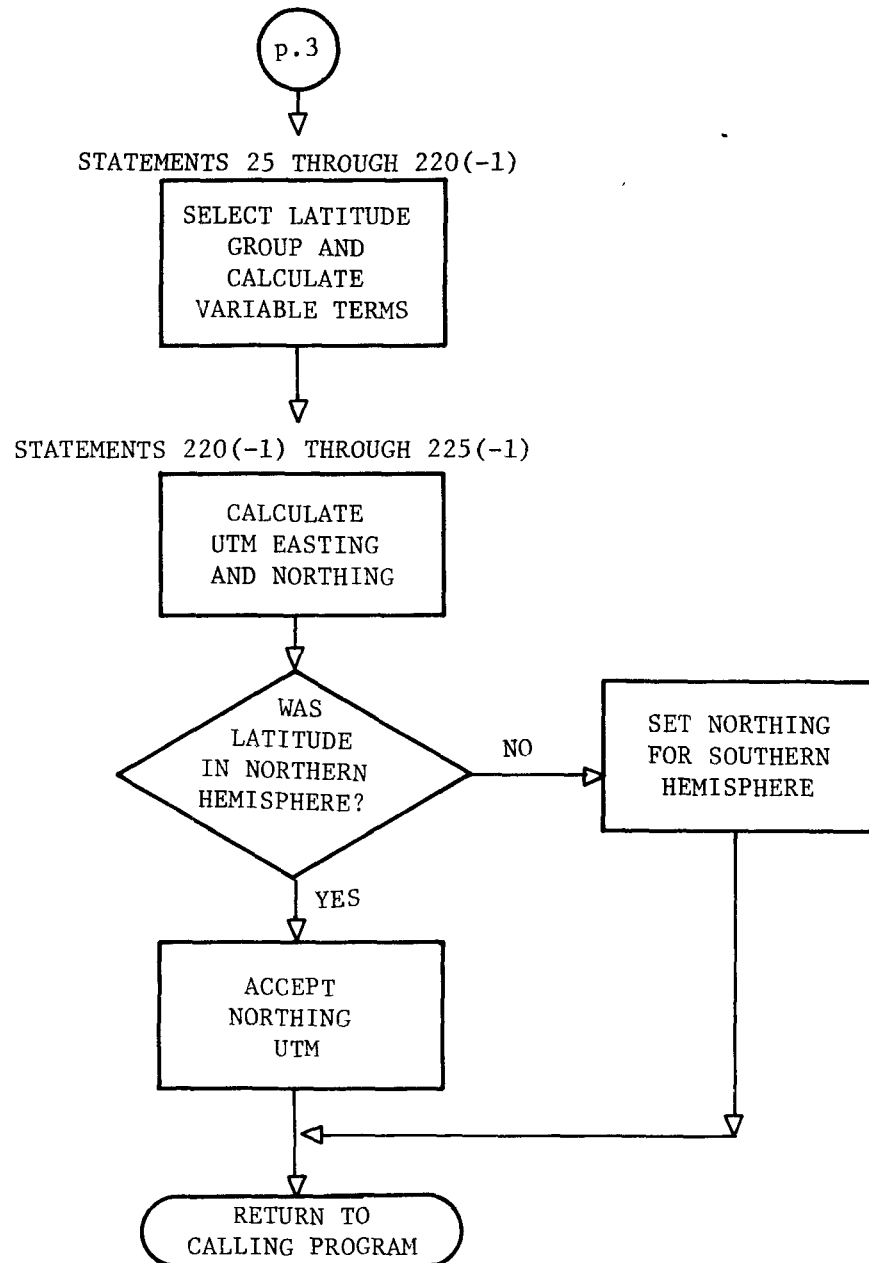 p.3
STATEMENTS 25 THROUGH 220(-1)
SELECT LATITUDE
GROUP AND
CALCULATE
VARIABLE TERMS
STATEMENTS 220(-1) THROUGH 225(-1)
CALCULATE
UTM EASTING
AND NORTHING
WAS
LATITUDE
IN NORTHERN
HEMISPHERE?
NO
SET NORTHING
FOR SOUTHERN
HEMISPHERE
YES
ACCEPT
NORTHING
UTM
RETURN TO
CALLING PROGRAM